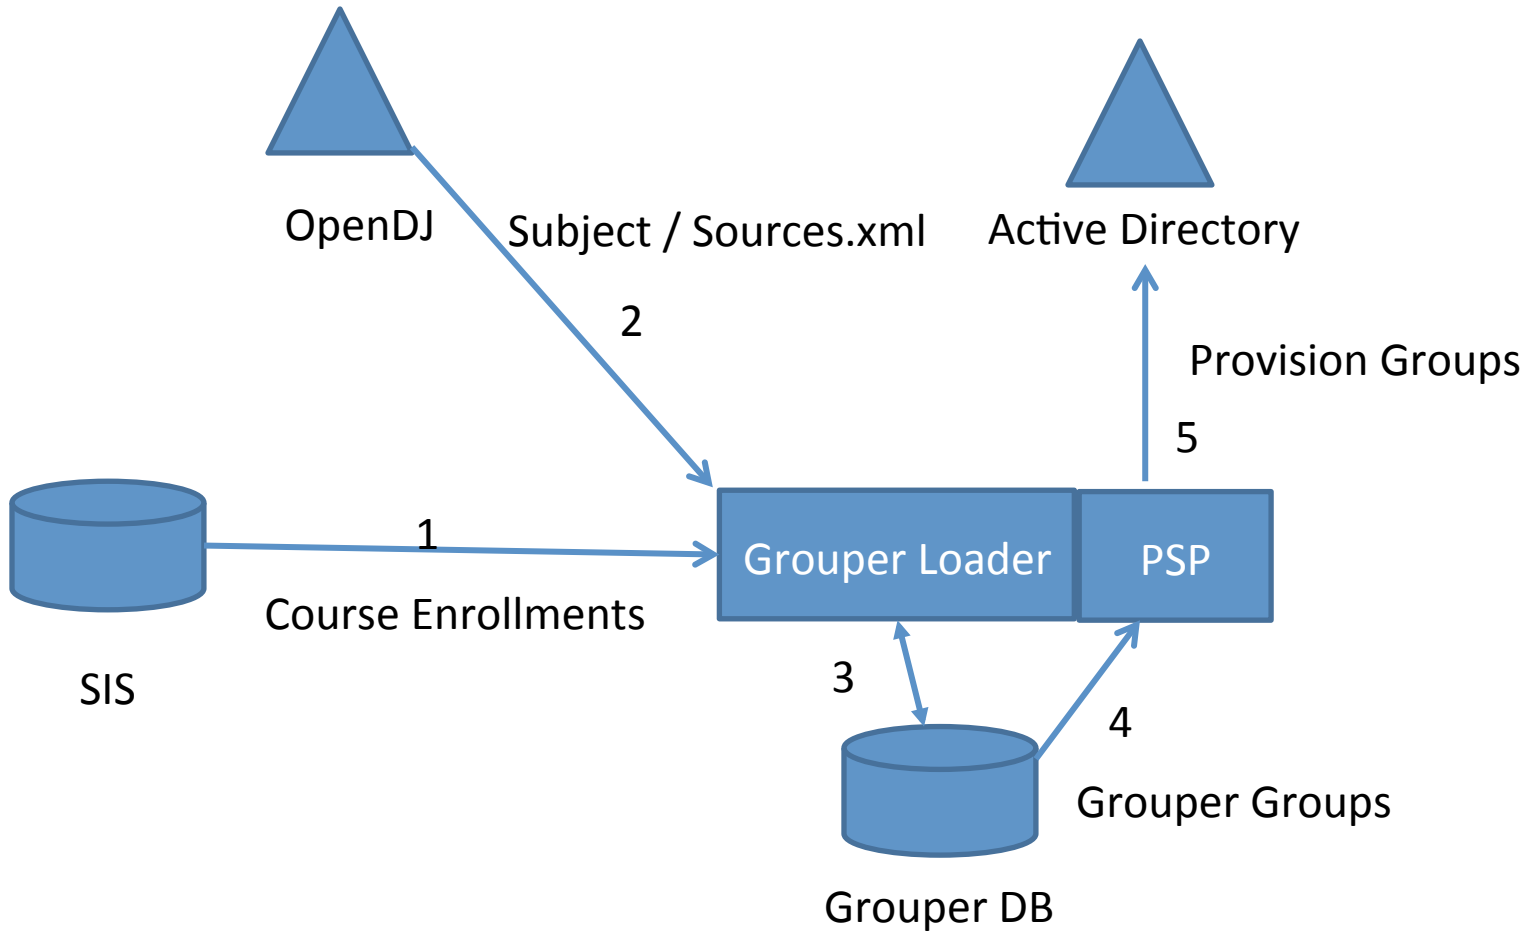 OpenDJ
Subject / Sources.xml
Active Directory
2
Provision Groups
5
1
Grouper Loader
PSP
Course Enrollments
3
SIS
4
Grouper Groups
Grouper DB